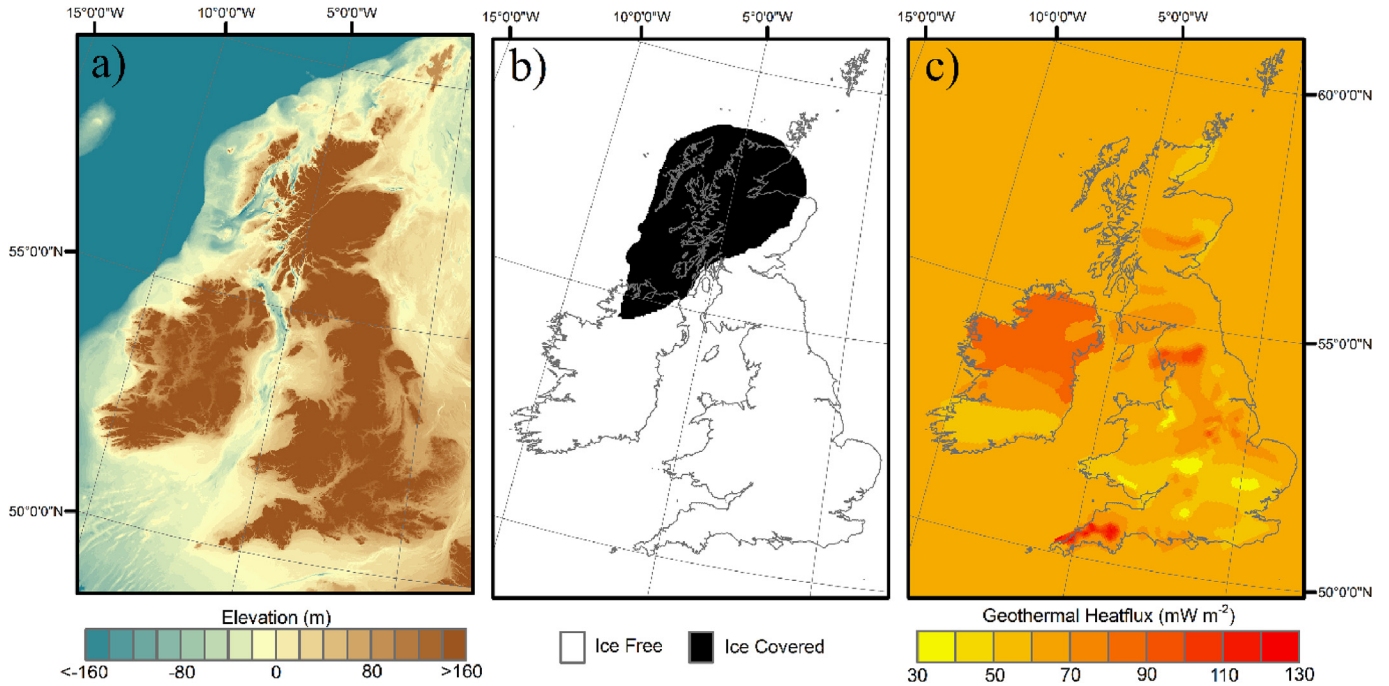 15°0'0"W 10°0'0"W 5°0'0"W 15°0'0"W 10°0'0"W 5°0'0"W 15°0'0"W 10°0'0"W 5°0'0"W
a) b) c)
60°0'0"N
55°0'0"N
55°0'0"N
50°0'0"N
50°0'0"N
Elevation (m)
<-160 -80 0 80 >160
Ice Free Ice Covered
Geothermal Heatflux (mW m-2)
30 50 70 90 110 130